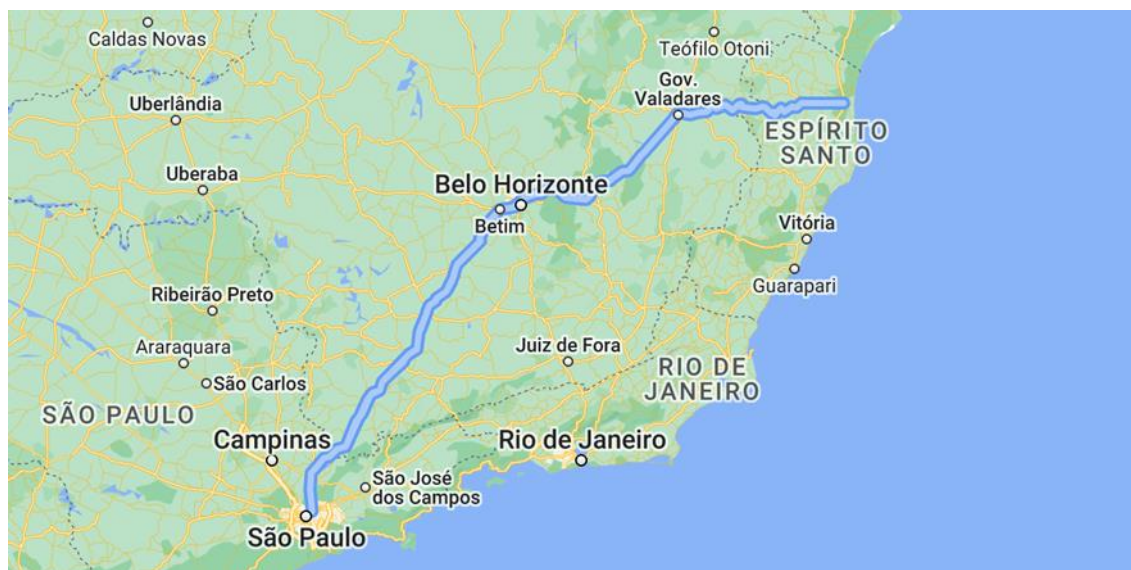 Caldas Novas
Teófilo Otoni
Gov.
Valadares
Uberlândia
ESPÍRITO
SANTO
Uberaba
Belo Horizonte
Betim
Vitória
Guarapari
Ribeirão Preto
Juiz de Fora
Araraquara
RIO DE
JANEIRO
São Carlos
SÃO PAULO
Campinas
Rio de Janeiro
São José
dos Campos
São Paulo